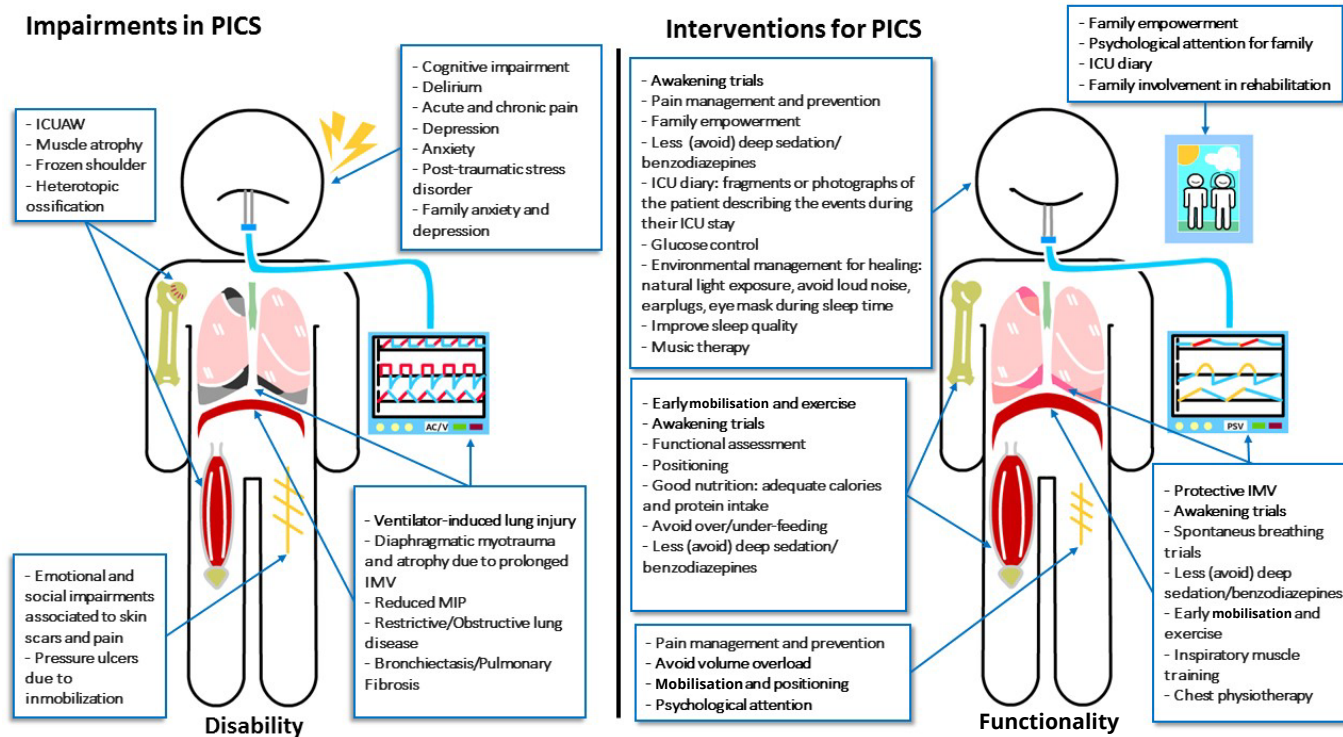 Impairments in PICS
- Cognitive impairment
- Delirium
- Acute and chronic pain
- Depression
- Anxiety
- Post-traumatic stress
disorder
- Family anxiety and
depression
- ICUAW
- Muscle atrophy
- Frozen shoulder
- Heterotopic
ossification
AC/V
- Ventilator-induced lung injury
- Diaphragmatic myotrauma
and atrophy due to prolonged
IMV
- Reduced MIP
- Restrictive/Obstructive lung
disease
- Bronchiectasis/Pulmonary
Fibrosis
- Emotional and
social impairments
associated to skin
scars and pain
- Pressure ulcers
due to
inmobilization
Disability
Interventions for PICS
- Family empowerment
- Psychological attention for family
- ICU diary
- Family involvement in rehabilitation
- Awakening trials
- Pain management and prevention
- Family empowerment
- Less (avoid) deep sedation/
benzodiazepines
- ICU diary: fragments or photographs of
the patient describing the events during
their ICU stay
- Glucose control
- Environmental management for healing:
natural light exposure, avoid loud noise,
earplugs, eye mask during sleep time
- Improve sleep quality
- Music therapy
PSV
- Early mobilisation and exercise
- Awakening trials
- Functional assessment
- Positioning
- Good nutrition: adequate calories
and protein intake
- Avoid over/under-feeding
- Less (avoid) deep sedation/
benzodiazepines
- Protective IMV
- Awakening trials
- Spontaneus breathing
trials
- Less (avoid) deep
sedation/benzodiazepines
- Early mobilisation and
exercise
- Inspiratory muscle
training
- Chest physiotherapy
- Pain management and prevention
- Avoid volume overload
- Mobilisation and positioning
- Psychological attention
Functionality